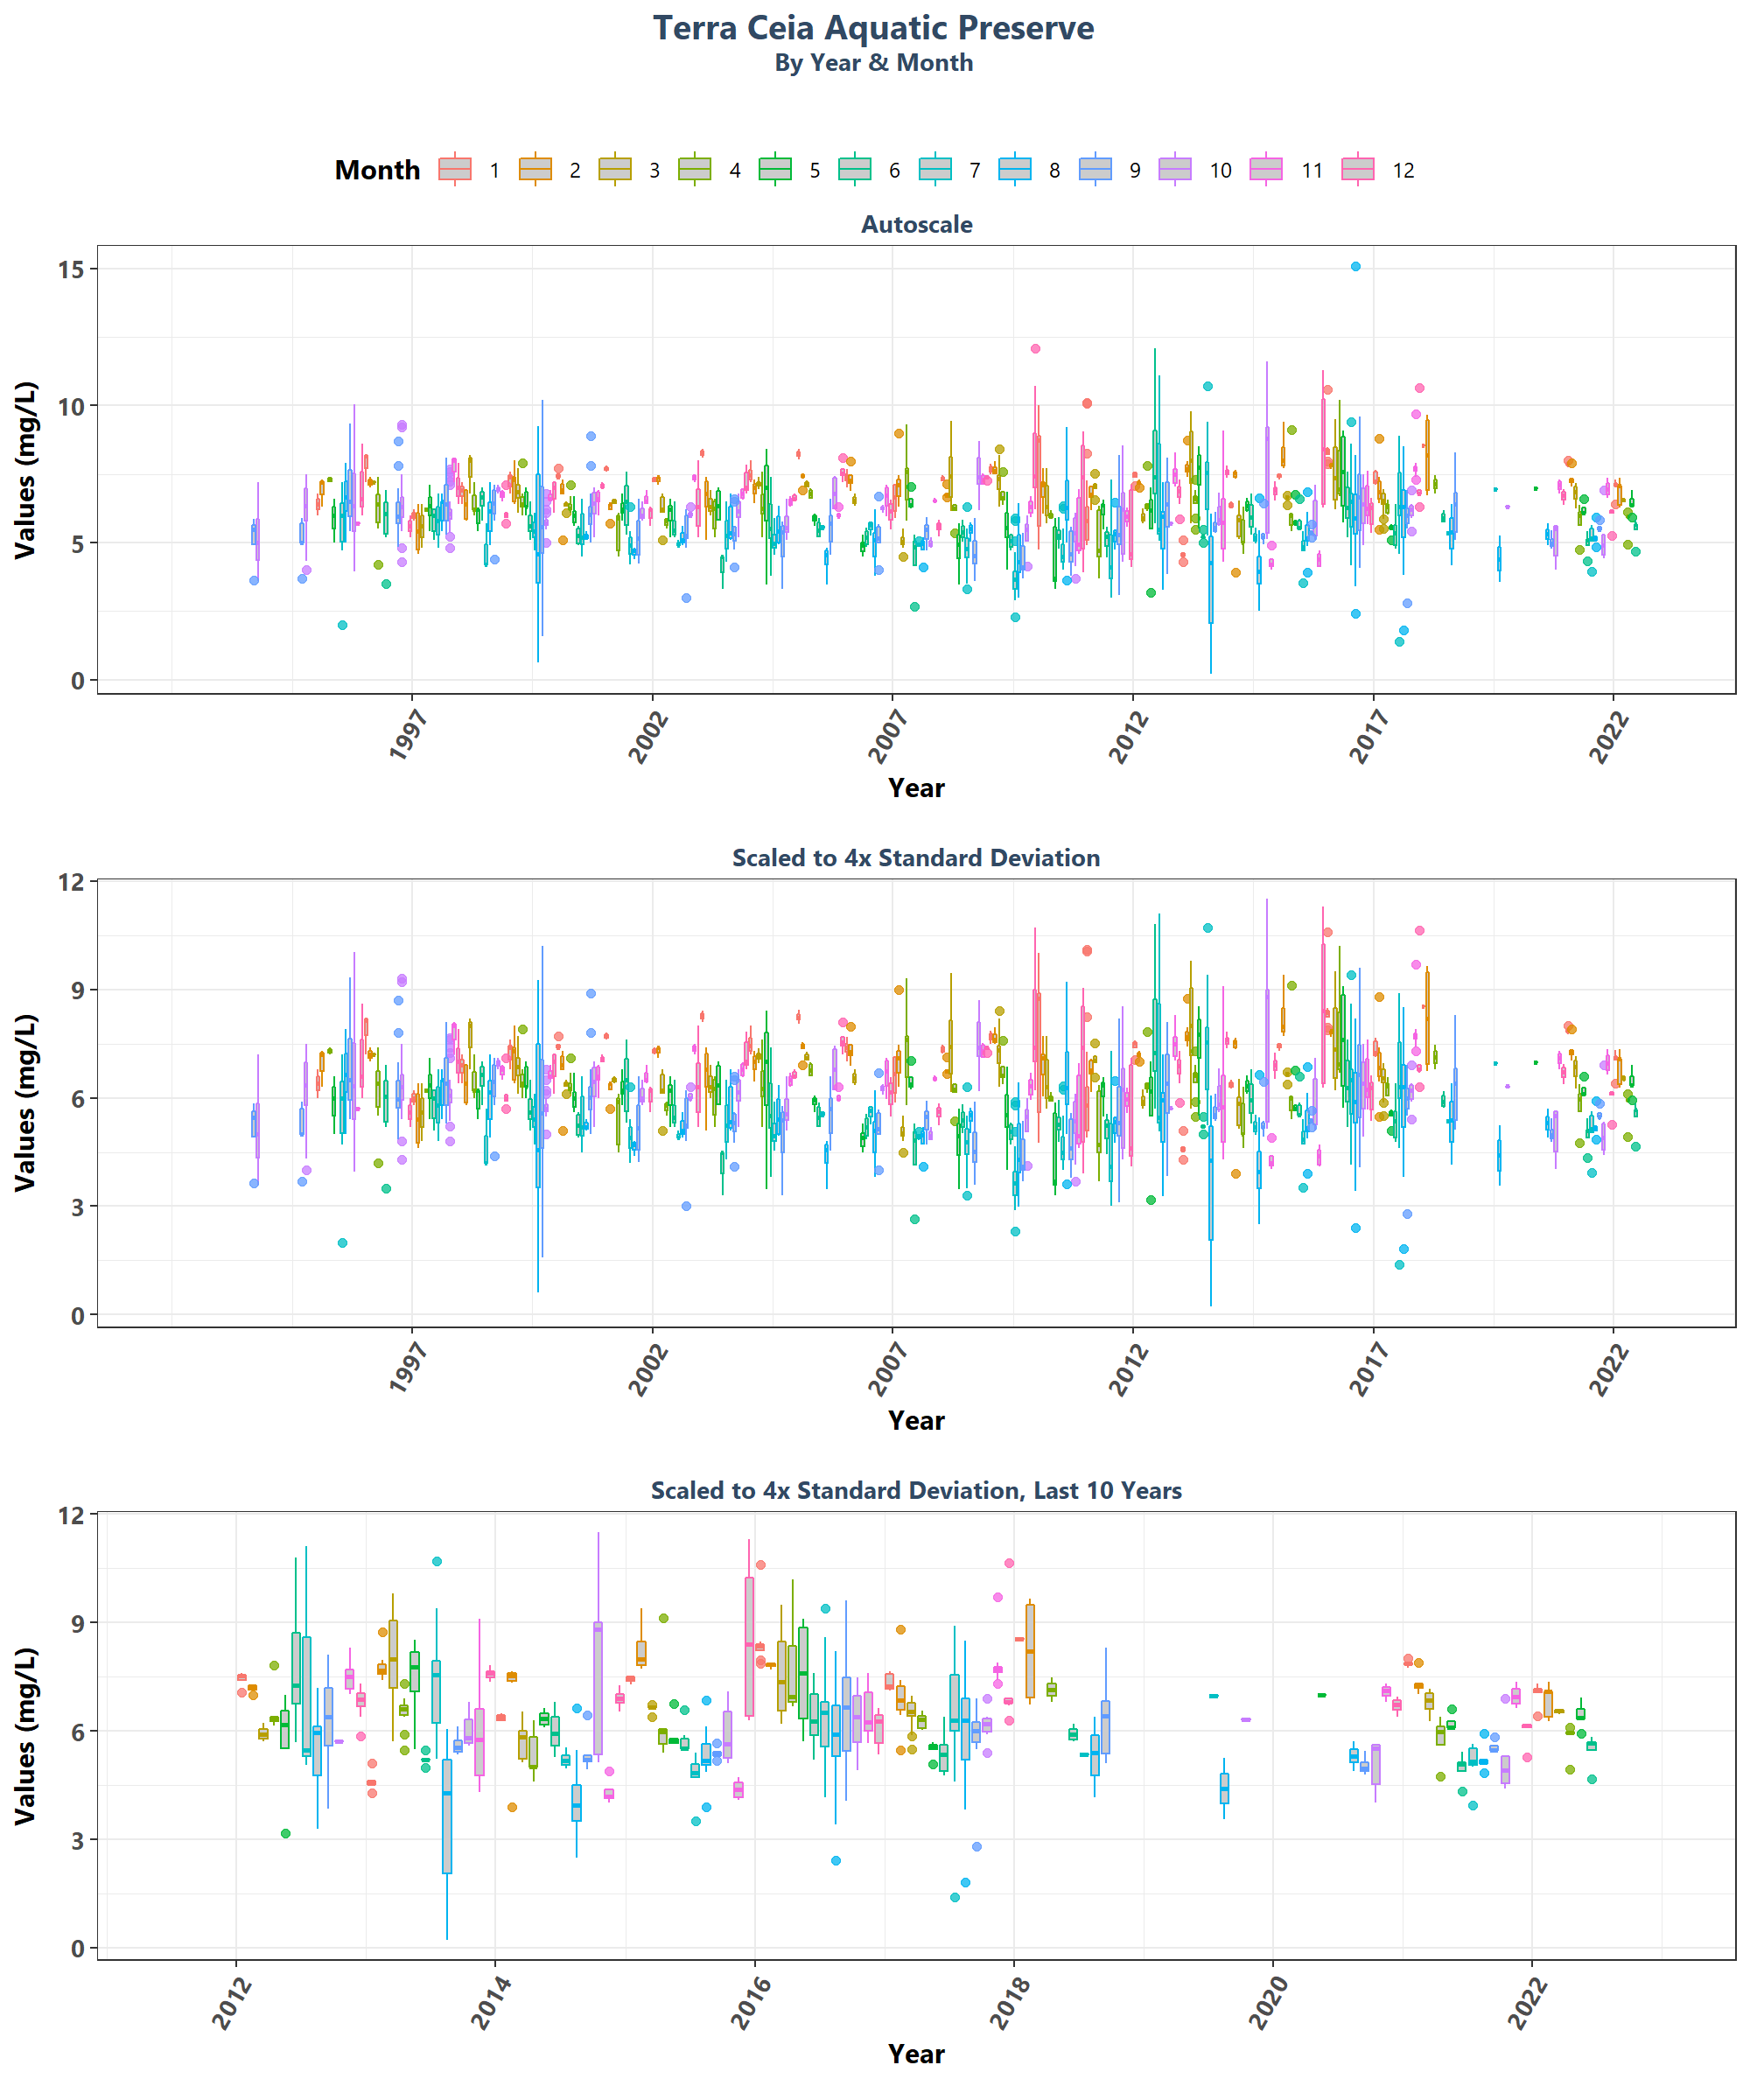 Terra Ceia Aquatic Preserve
By Year & Month
Month 1 2 3 4 5 6 7 8 9 10 11 12
Autoscale
Values (mg/L)
15
10
5
0
1997 2002 2007 2012 2017 2022
Year
Scaled to 4x Standard Deviation
Values (mg/L)
12
9
6
3
0
1997 2002 2007 2012 2017 2022
Year
Scaled to 4x Standard Deviation, Last 10 Years
Values (mg/L)
12
9
6
3
0
2012 2014 2016 2018 2020 2022
Year